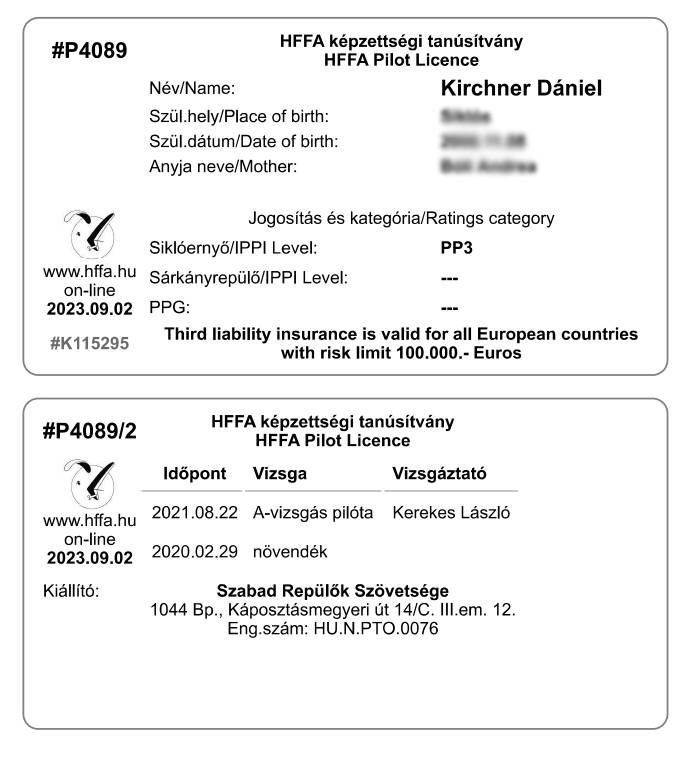 #P4089
HFFA képzettségi tanúsítvány
HFFA Pilot Licence
Név/Name: Kirchner Dániel
Szül.hely/Place of birth:
Szül.dátum/Date of birth:
Anyja neve/Mother:
Jogosítás és kategória/Ratings category
Siklóernyő/IPPI Level: PP3
Sárkányrepülő/IPPI Level: ---
PPG: ---
www.hffa.hu
on-line
2023.09.02
#K115295
Third liability insurance is valid for all European countries
with risk limit 100.000.- Euros
#P4089/2
HFFA képzettségi tanúsítvány
HFFA Pilot Licence
www.hffa.hu
on-line
2023.09.02
Időpont Vizsga Vizsgáztató
2021.08.22 A-vizsgás pilóta Kerekes László
2020.02.29 növendék
Kiállító: Szabad Repülők Szövetsége
1044 Bp., Káposztásmegyeri út 14/C. III.em. 12.
Eng.szám: HU.N.PTO.0076